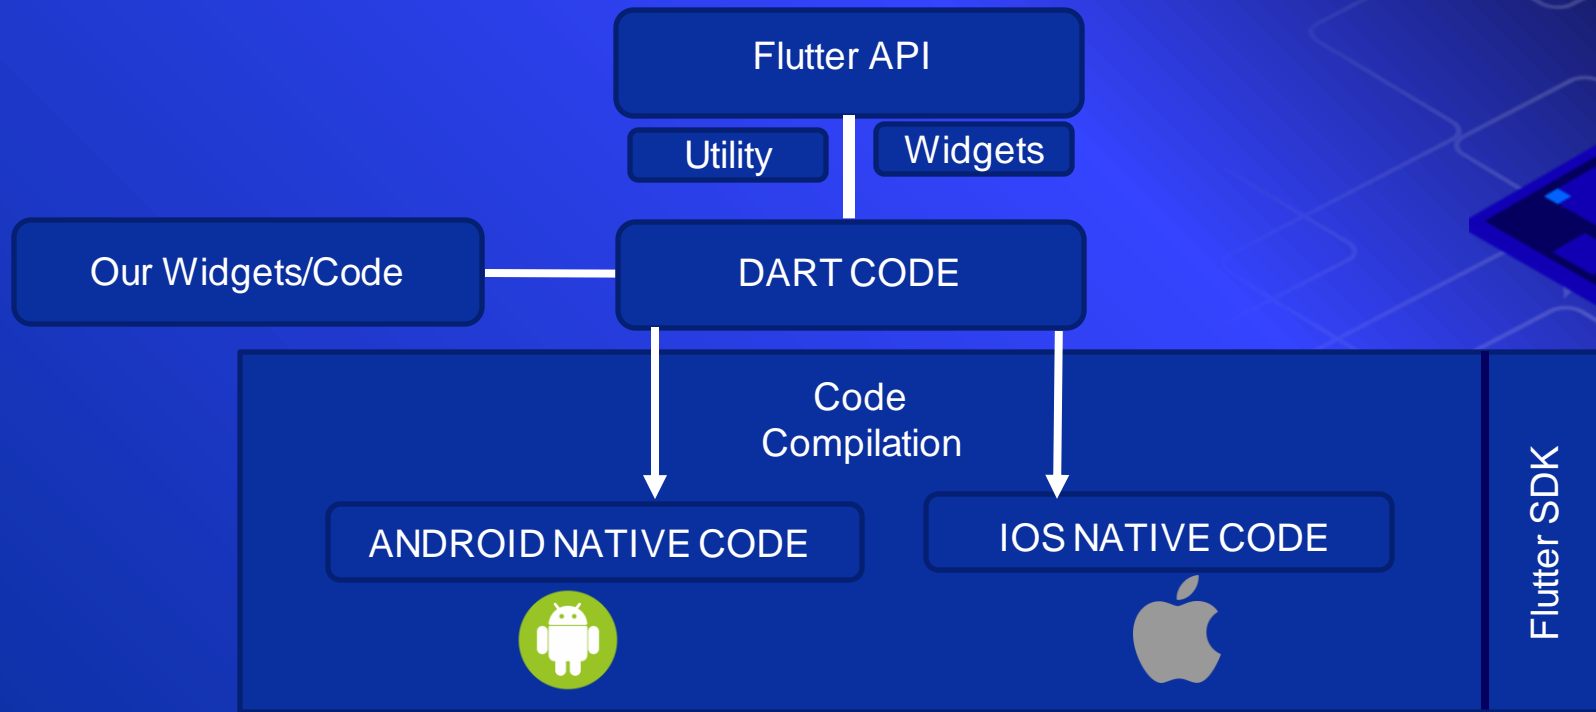 Flutter API
Utility
Widgets
Our Widgets/Code
DART CODE
Code
Compilation
ANDROID NATIVE CODE
IOS NATIVE CODE
Flutter SDK